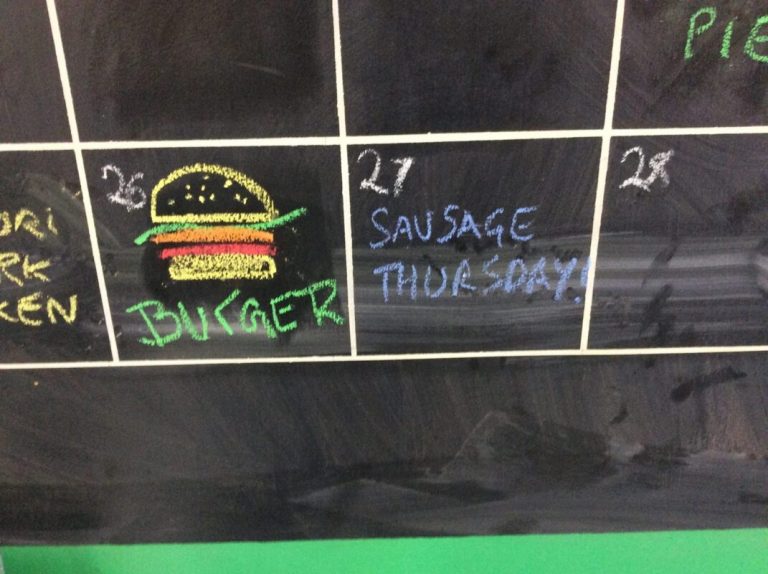 PIE
26
27
28
BURGER
SAUSAGE
THURSDAY!
ORI
RK
KEN